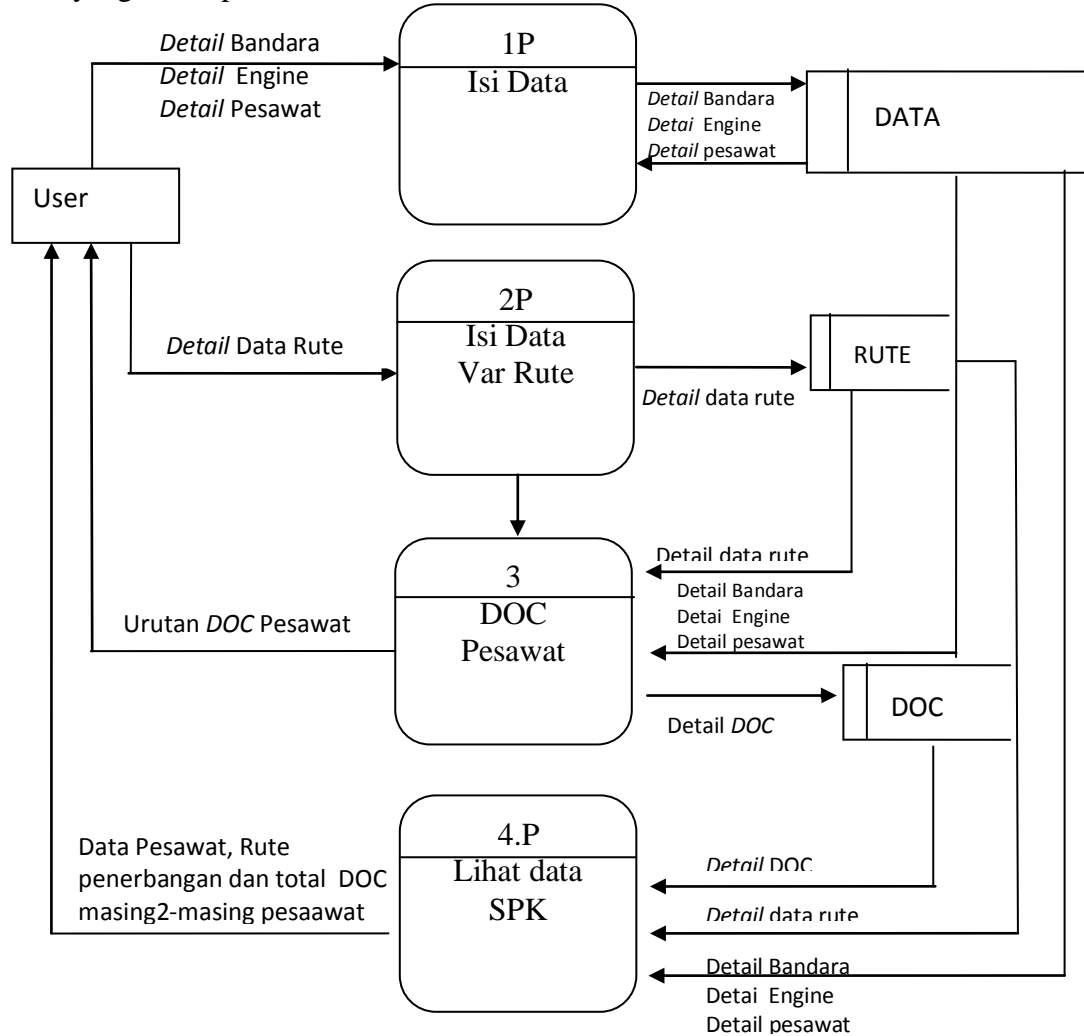 Detail Bandara
Detail Engine
Detail Pesawat
1P
Isi Data
Detail Bandara
Detai Engine
Detail pesawat
DATA
User
2P
Isi Data
Var Rute
Detail Data Rute
Detail data rute
RUTE
3
DOC
Pesawat
Detail data rute
Detail Bandara
Detai Engine
Detail pesawat
Urutan DOC Pesawat
Detail DOC
DOC
4.P
Lihat data
SPK
Data Pesawat, Rute
penerbangan dan total DOC
masing2-masing pesaawat
Detail DOC
Detail data rute
Detail Bandara
Detai Engine
Detail pesawat